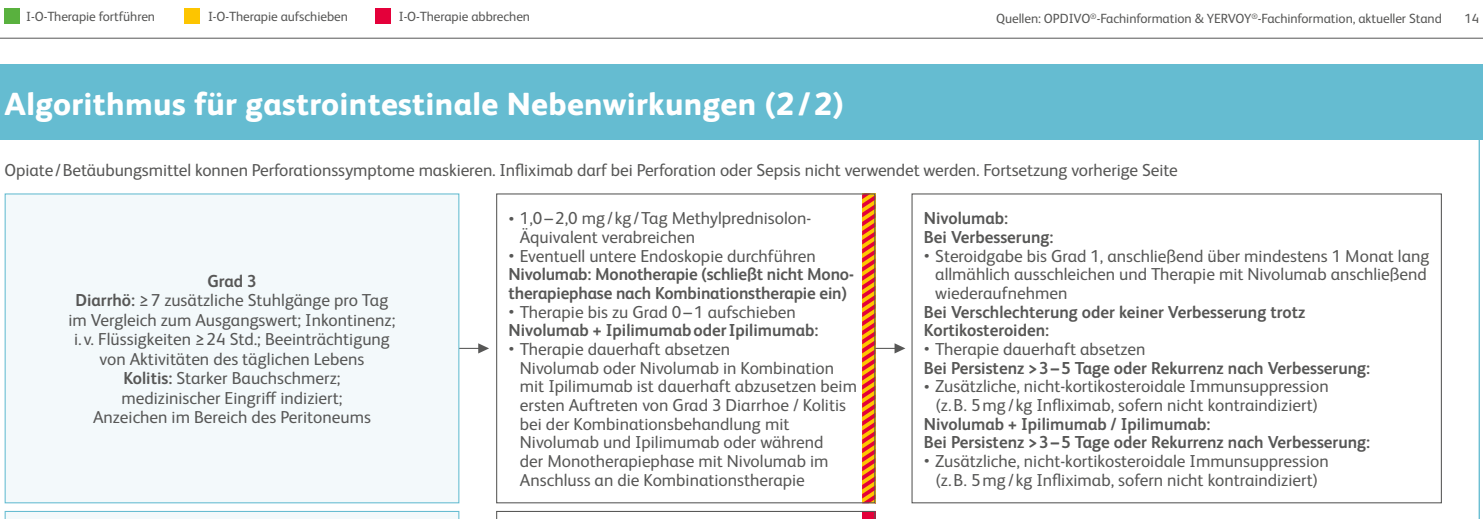 I-O-Therapie fortführen I-O-Therapie aufschieben I-O-Therapie abbrechen
Quellen: OPDIVO®-Fachinformation & YERVOY®-Fachinformation, aktueller Stand 14
Algorithmus für gastrointestinale Nebenwirkungen (2/2)
Opiate/Betäubungsmittel konnen Perforationssymptome maskieren. Infliximab darf bei Perforation oder Sepsis nicht verwendet werden. Fortsetzung vorherige Seite
Grad 3
Diarrhö: ≥ 7 zusätzliche Stuhlgänge pro Tag
im Vergleich zum Ausgangswert; Inkontinenz;
i. v. Flüssigkeiten ≥ 24 Std.; Beeinträchtigung
von Aktivitäten des täglichen Lebens
Kolitis: Starker Bauchschmerz;
medizinischer Eingriff indiziert;
Anzeichen im Bereich des Peritoneums
• 1,0–2,0 mg/kg/Tag Methylprednisolon-
Äquivalent verabreichen
• Eventuell untere Endoskopie durchführen
Nivolumab: Monotherapie (schließt nicht Mono-
therapiephase nach Kombinationstherapie ein)
• Therapie bis zu Grad 0–1 aufschieben
Nivolumab + Ipilimumab oder Ipilimumab:
• Therapie dauerhaft absetzen
Nivolumab oder Nivolumab in Kombination
mit Ipilimumab ist dauerhaft abzusetzen beim
ersten Auftreten von Grad 3 Diarrhoe / Kolitis
bei der Kombinationsbehandlung mit
Nivolumab und Ipilimumab oder während
der Monotherapiephase mit Nivolumab im
Anschluss an die Kombinationstherapie
Nivolumab:
Bei Verbesserung:
• Steroidgabe bis Grad 1, anschließend über mindestens 1 Monat lang
allmählich ausschleichen und Therapie mit Nivolumab anschließend
wiederaufnehmen
Bei Verschlechterung oder keiner Verbesserung trotz
Kortikosteroiden:
• Therapie dauerhaft absetzen
Bei Persistenz > 3–5 Tage oder Rekurrenz nach Verbesserung:
• Zusätzliche, nicht-kortikosteroidale Immunsuppression
(z. B. 5 mg/kg Infliximab, sofern nicht kontraindiziert)
Nivolumab + Ipilimumab / Ipilimumab:
Bei Persistenz > 3–5 Tage oder Rekurrenz nach Verbesserung:
• Zusätzliche, nicht-kortikosteroidale Immunsuppression
(z. B. 5 mg/kg Infliximab, sofern nicht kontraindiziert)